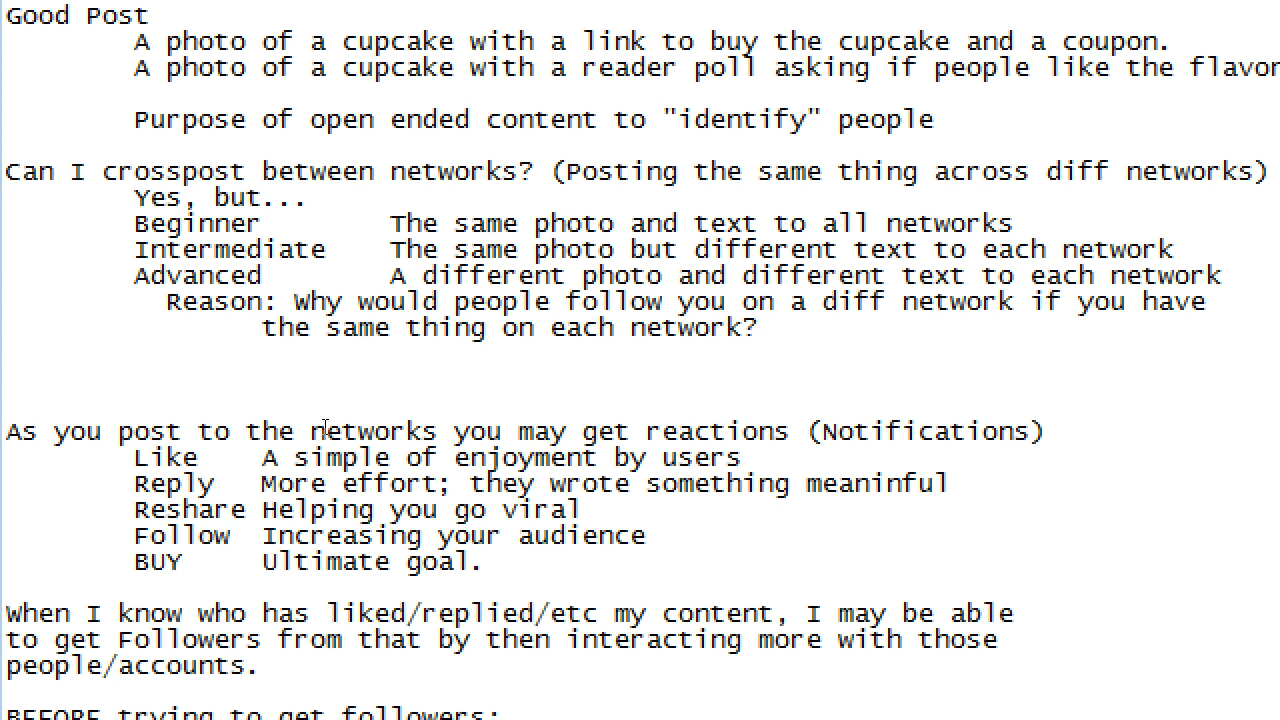 Good Post
A photo of a cupcake with a link to buy the cupcake and a coupon.
A photo of a cupcake with a reader poll asking if people like the flavor
Purpose of open ended content to "identify" people
Can I crosspost between networks? (Posting the same thing across diff networks)
Yes, but...
Beginner The same photo and text to all networks
Intermediate The same photo but different text to each network
Advanced A different photo and different text to each network
Reason: Why would people follow you on a diff network if you have
the same thing on each network?
As you post to the networks you may get reactions (Notifications)
Like A simple of enjoyment by users
Reply More effort; they wrote something meaninful
Reshare Helping you go viral
Follow Increasing your audience
BUY Ultimate goal.
When I know who has liked/replied/etc my content, I may be able
to get Followers from that by then interacting more with those
people/accounts.
BEFORE trying to get followers: